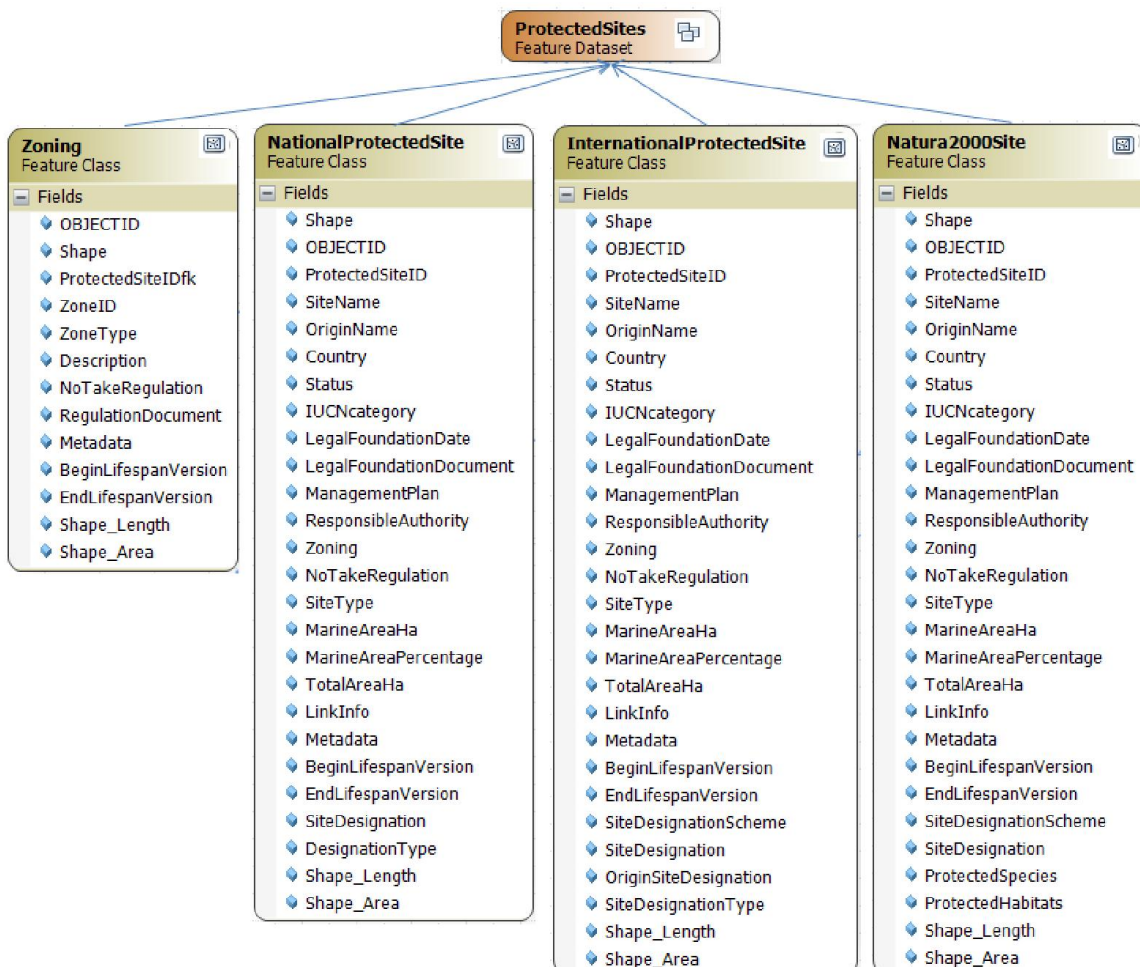 ProtectedSites
Feature Dataset
Zoning
Feature Class
Fields
OBJECTID
Shape
ProtectedSiteIDfk
ZoneID
ZoneType
Description
NoTakeRegulation
RegulationDocument
Metadata
BeginLifespanVersion
EndLifespanVersion
Shape_Length
Shape_Area
NationalProtectedSite
Feature Class
Fields
Shape
OBJECTID
ProtectedSiteID
SiteName
OriginName
Country
Status
IUCNcategory
LegalFoundationDate
LegalFoundationDocument
ManagementPlan
ResponsibleAuthority
Zoning
NoTakeRegulation
SiteType
MarineAreaHa
MarineAreaPercentage
TotalAreaHa
LinkInfo
Metadata
BeginLifespanVersion
EndLifespanVersion
SiteDesignation
DesignationType
Shape_Length
Shape_Area
InternationalProtectedSite
Feature Class
Fields
Shape
OBJECTID
ProtectedSiteID
SiteName
OriginName
Country
Status
IUCNcategory
LegalFoundationDate
LegalFoundationDocument
ManagementPlan
ResponsibleAuthority
Zoning
NoTakeRegulation
SiteType
MarineAreaHa
MarineAreaPercentage
TotalAreaHa
LinkInfo
Metadata
BeginLifespanVersion
EndLifespanVersion
SiteDesignationScheme
SiteDesignation
OriginSiteDesignation
SiteDesignationType
Shape_Length
Shape_Area
Natura2000Site
Feature Class
Fields
Shape
OBJECTID
ProtectedSiteID
SiteName
OriginName
Country
Status
IUCNcategory
LegalFoundationDate
LegalFoundationDocument
ManagementPlan
ResponsibleAuthority
Zoning
NoTakeRegulation
SiteType
MarineAreaHa
MarineAreaPercentage
TotalAreaHa
LinkInfo
Metadata
BeginLifespanVersion
EndLifespanVersion
SiteDesignationScheme
SiteDesignation
ProtectedSpecies
ProtectedHabitats
Shape_Length
Shape_Area